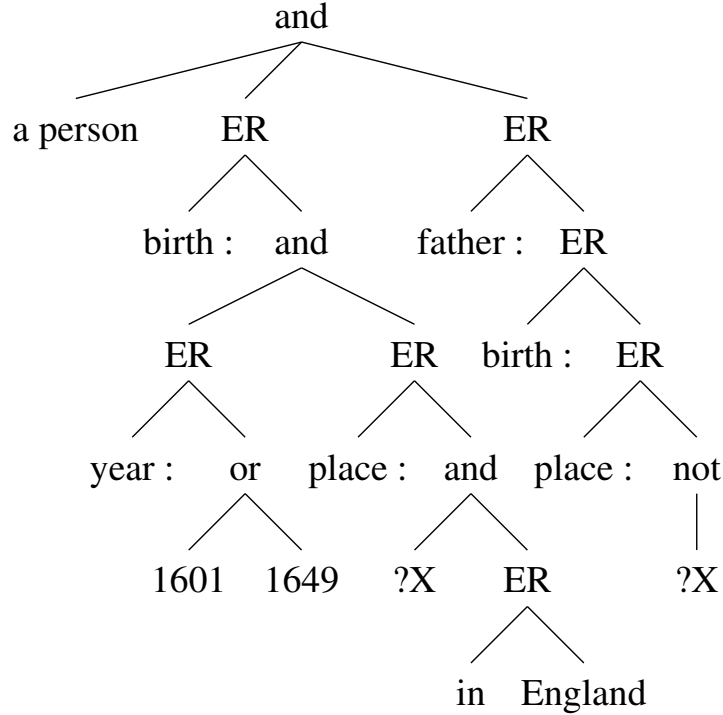 and
a person ER ER
birth : and father : ER
ER ER birth : ER
year : or place : and place : not
1601 1649 ?X ER ?X
in England